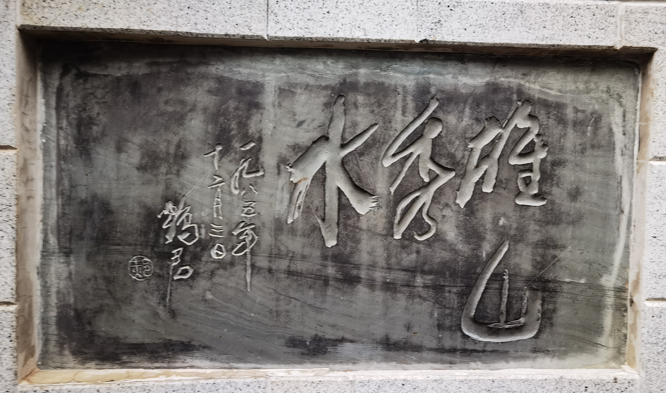 雄山
秀
水
一九八五年
十二月三日